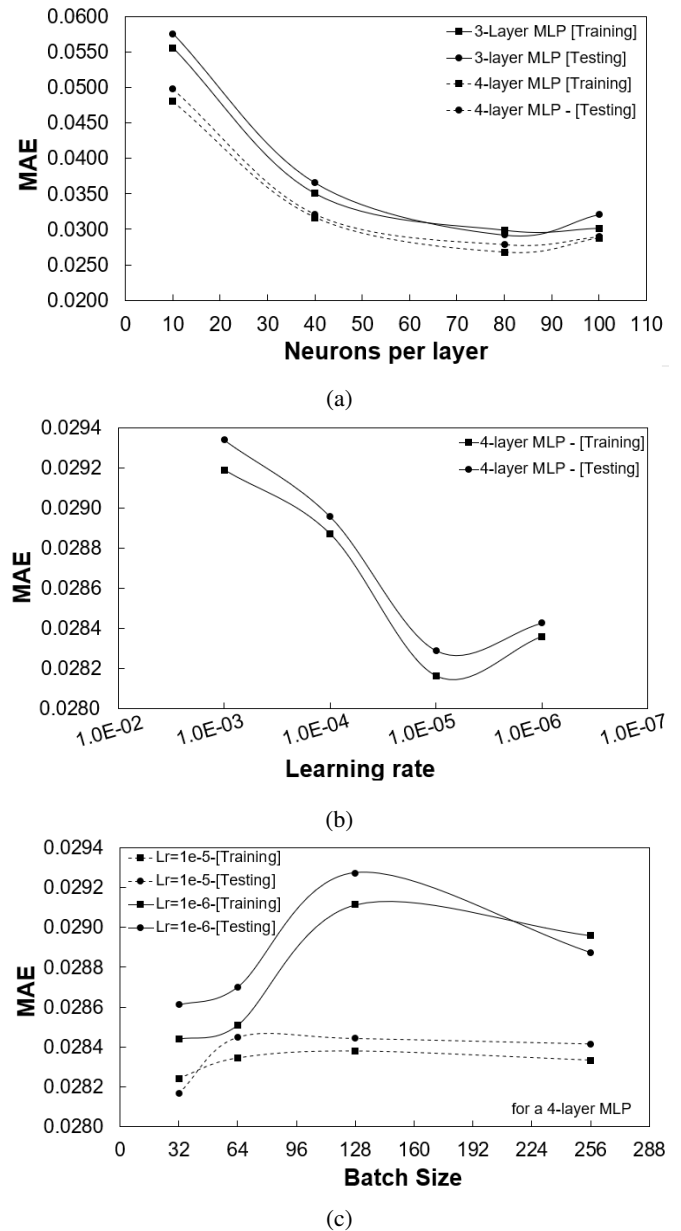 0.0600
0.0550
0.0500
0.0450
0.0400
0.0350
0.0300
0.0250
0.0200
MAE
3-Layer MLP [Training]
3-layer MLP [Testing]
4-layer MLP [Training]
4-layer MLP - [Testing]
0 10 20 30 40 50 60 70 80 90 100 110
Neurons per layer
(a)
0.0294
0.0292
0.0290
0.0288
0.0286
0.0284
0.0282
0.0280
MAE
4-layer MLP - [Training]
4-layer MLP - [Testing]
1.0E-02 1.0E-03 1.0E-04 1.0E-05 1.0E-06 1.0E-07
Learning rate
(b)
0.0294
0.0292
0.0290
0.0288
0.0286
0.0284
0.0282
0.0280
MAE
Lr=1e-5-[Training]
Lr=1e-5-[Testing]
Lr=1e-6-[Training]
Lr=1e-6-[Testing]
for a 4-layer MLP
0 32 64 96 128 160 192 224 256 288
Batch Size
(c)